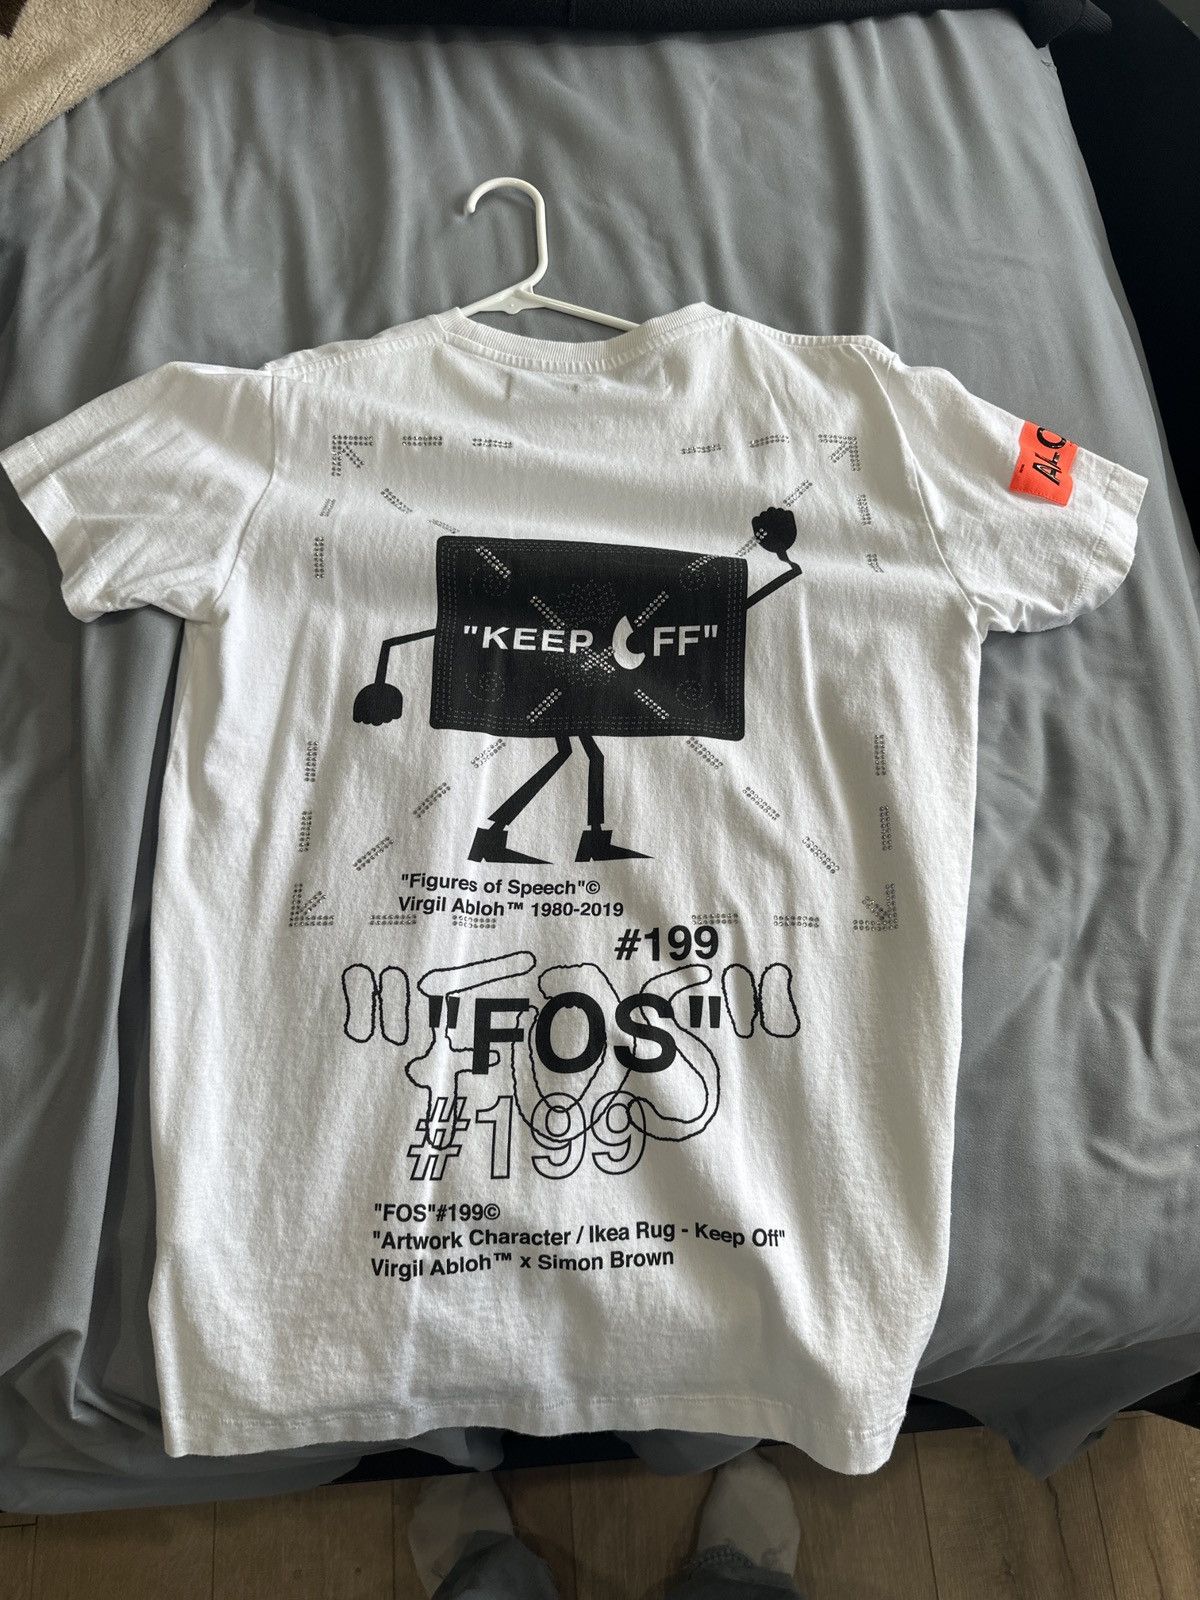 "KEEP OFF"
"Figures of Speech"©
Virgil Abloh™ 1980-2019
#199
"FOS"
"FOS"
#199
"FOS"#199©
"Artwork Character / Ikea Rug - Keep Off"
Virgil Abloh™ x Simon Brown